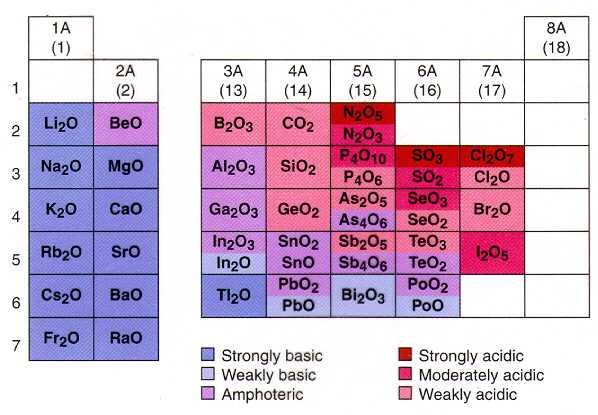 1A 8A
(1) (18)
1 2A 3A 4A 5A 6A 7A
(2) (13) (14) (15) (16) (17)
2 Li₂O BeO B₂O₃ CO₂ N₂O₅
N₂O₃
3 Na₂O MgO Al₂O₃ SiO₂ P₄O₁₀ SO₃ Cl₂O₇
P₄O₆ SO₂ Cl₂O
4 K₂O CaO Ga₂O₃ GeO₂ As₂O₅ SeO₃ Br₂O
As₄O₆ SeO₂
5 Rb₂O SrO In₂O₃ SnO₂ Sb₂O₅ TeO₃ I₂O₅
In₂O SnO Sb₄O₆ TeO₂
6 Cs₂O BaO Tl₂O PbO₂ Bi₂O₃ PoO₂
PbO PoO
7 Fr₂O RaO
Strongly basic Strongly acidic
Weakly basic Moderately acidic
Amphoteric Weakly acidic